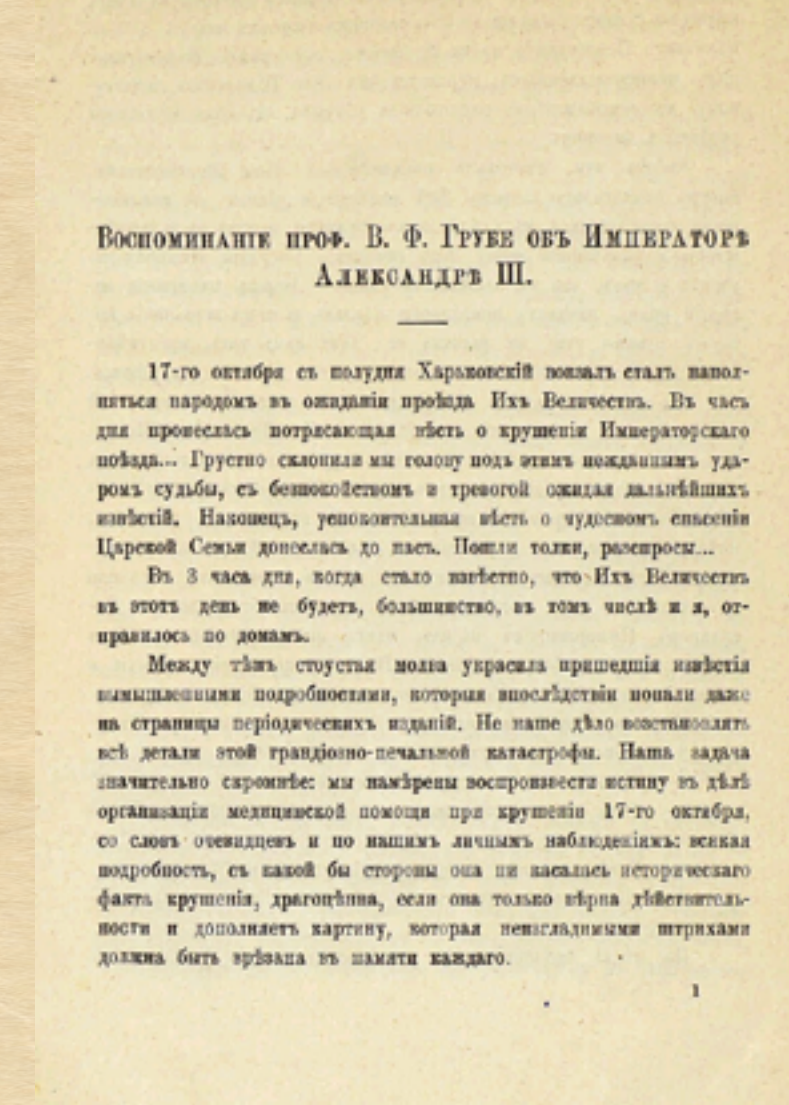 Воспоминаніе проф. В. Ф. Грубе объ Императорѣ
Александрѣ III.
17-го октября съ полудня Харьковскій вокзалъ сталъ напол-
няться народомъ въ ожиданіи проѣзда Ихъ Величествъ. Въ часъ
дня пронеслась потрясающая вѣсть о крушеніи Императорскаго
поѣзда... Грустно склонили мы голову подъ этимъ нежданнымъ уда-
ромъ судьбы, съ безпокойствомъ и тревогой ожидая дальнѣйшихъ
извѣстій. Наконецъ, успокоительная вѣсть о чудесномъ спасеніи
Царской Семьи донеслась до насъ. Пошли толки, разспросы...
Въ 3 часа дня, когда стало извѣстно, что Ихъ Величествъ
въ этотъ день не будетъ, большинство, въ томъ числѣ и я, от-
правилось по домамъ.
Между тѣмъ стоустая молва украсила пришедшія извѣстія
вымышленными подробностями, которыя впослѣдствіи попали даже
на страницы періодическихъ изданій. Не наше дѣло возстановлять
всѣ детали этой грандіозно-печальной катастрофы. Наша задача
значительно скромнѣе: мы намѣрены воспроизвести истину въ дѣлѣ
организаціи медицинской помощи при крушеніи 17-го октября,
со словъ очевидцевъ и по нашимъ личнымъ наблюденіямъ: всякая
подробность, съ какой бы стороны она ни касалась историческаго
факта крушенія, драгоцѣнна, если она только вѣрна дѣйствитель-
ности и дополняетъ картину, которая неизгладимыми штрихами
должна быть врѣзана въ памяти каждаго.
1